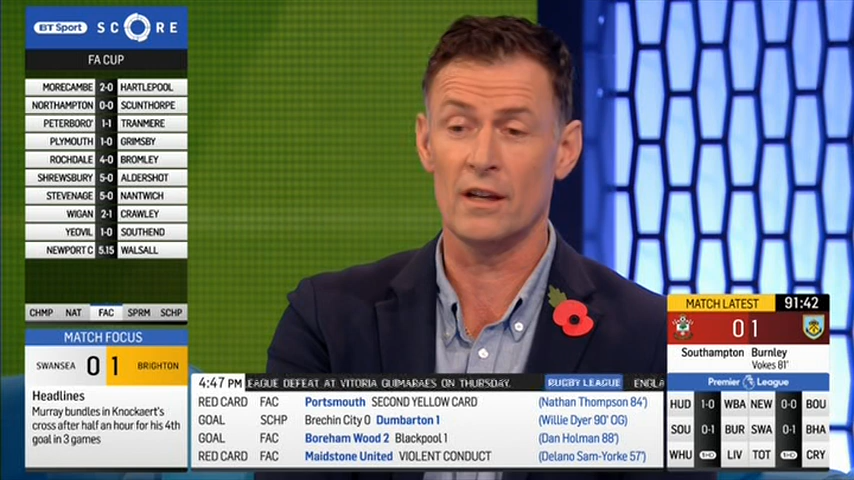 BT Sport SCORE
FA CUP
MORECAMBE 2-0 HARTLEPOOL
NORTHAMPTON 0-0 SCUNTHORPE
PETERBORO' 1-1 TRANMERE
PLYMOUTH 1-0 GRIMSBY
ROCHDALE 4-0 BROMLEY
SHREWSBURY 5-0 ALDERSHOT
STEVENAGE 5-0 NANTWICH
WIGAN 2-1 CRAWLEY
YEOVIL 1-0 SOUTHEND
NEWPORT C 5.15 WALSALL
CHMP NAT FAC SPRM SCHP
MATCH FOCUS
SWANSEA 0 1 BRIGHTON
Headlines
Murray bundles in Knockaert's
cross after half an hour for his 4th
goal in 3 games
4:47 PM EAGUE DEFEAT AT VITORIA GUIMARAES ON THURSDAY. RUGBY LEAGUE ENGLA
RED CARD FAC Portsmouth SECOND YELLOW CARD (Nathan Thompson 84')
GOAL SCHP Brechin City 0 Dumbarton 1 (Willie Dyer 90' OG)
GOAL FAC Boreham Wood 2 Blackpool 1 (Dan Holman 88')
RED CARD FAC Maidstone United VIOLENT CONDUCT (Delano Sam-Yorke 57')
MATCH LATEST 91:42
0 1
Southampton Burnley
Vokes 81'
Premier League
HUD 1-0 WBA NEW 0-0 BOU
SOU 0-1 BUR SWA 0-1 BHA
WHU LIV TOT CRY